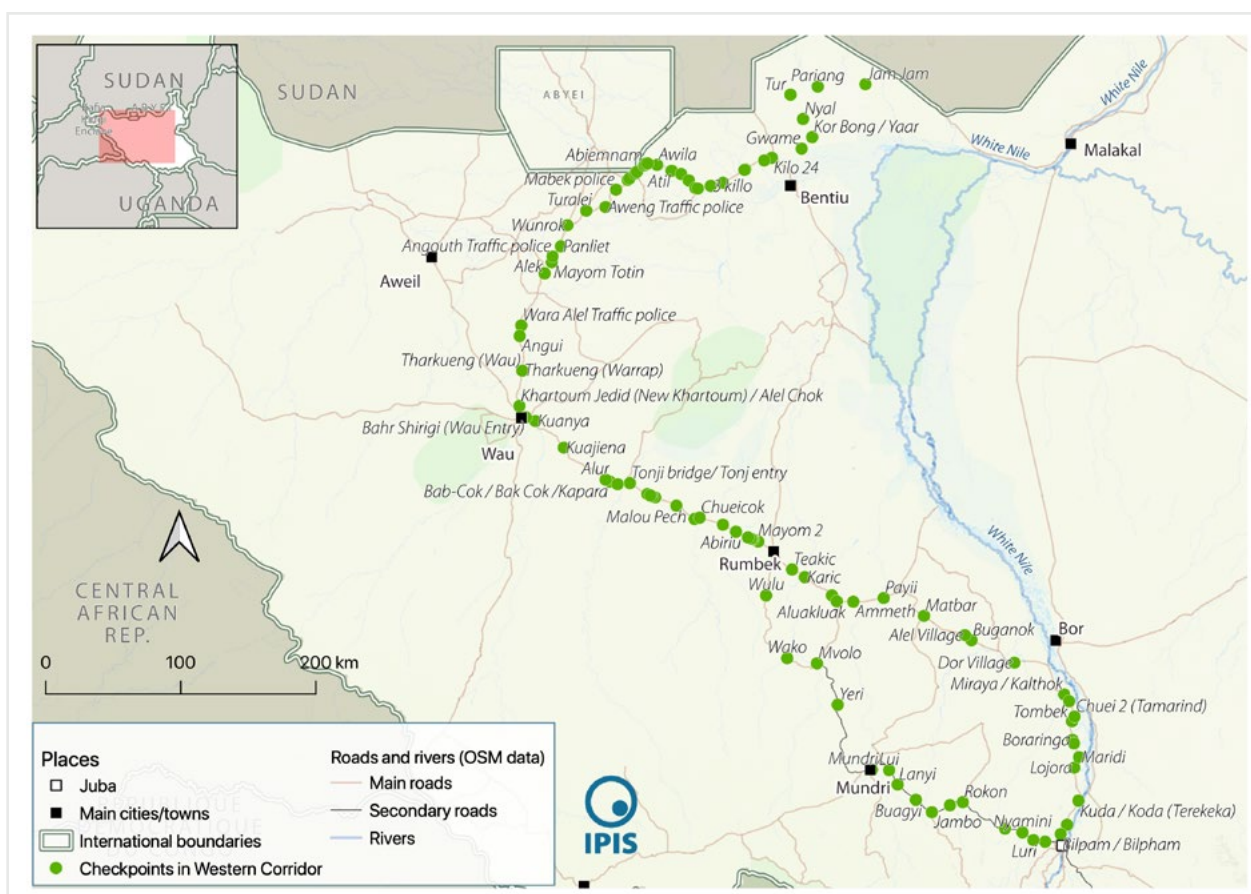 SUDAN
ABYEI
UGANDA
SUDAN
ABYEI
Tur
Pariang
Jam Jam
Nyal
Kor Bong / Yaar
Gwame
Kilo 24
White Nile
White Nile
Malakal
Bentiu
Abiemnam
Awila
Mabek police
Atil
3 killo
Turalei
Aweng Traffic police
Wunrok
Angouth Traffic police
Panliet
Alek
Mayom Totin
Aweil
Wara Alel Traffic police
Angui
Tharkueng (Wau)
Tharkueng (Warrap)
Khartoum Jedid (New Khartoum) / Alel Chok
Bahr Shirigi (Wau Entry)
Kuanya
Wau
Kuajiena
Alur
Tonji bridge/ Tonj entry
Bab-Cok / Bak Cok /Kapara
Malou Pech
Chueicok
Abiriu
Mayom 2
Rumbek
Teakic
Karic
Wulu
Aluakluak
Ammeth
Payii
Matbar
Alel Village
Buganok
Dor Village
White Nile
Bor
Wako
Mvolo
Yeri
Miraya / Kalthok
Chuei 2 (Tamarind)
Tombek
Boraringa
Maridi
Lojora
Mundri
Lui
Mundri
Lanyi
Buagyi
Jambo
Rokon
Nyamini
Luri
Kuda / Koda (Terekeka)
Bilpam / Bilpham
CENTRAL
AFRICAN
REP.
0 100 200 km
Places
Juba
Main cities/towns
International boundaries
Checkpoints in Western Corridor
Roads and rivers (OSM data)
Main roads
Secondary roads
Rivers
IPIS